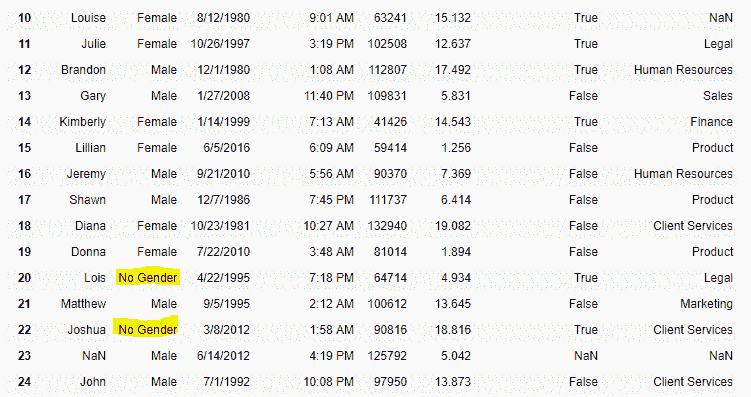 10 Louise Female 8/12/1980 9:01 AM 63241 15.132 True NaN
11 Julie Female 10/26/1997 3:19 PM 102508 12.637 True Legal
12 Brandon Male 12/1/1980 1:08 AM 112807 17.492 True Human Resources
13 Gary Male 1/27/2008 11:40 PM 109831 5.831 False Sales
14 Kimberly Female 1/14/1999 7:13 AM 41426 14.543 True Finance
15 Lillian Female 6/5/2016 6:09 AM 59414 1.256 False Product
16 Jeremy Male 9/21/2010 5:56 AM 90370 7.369 False Human Resources
17 Shawn Male 12/7/1986 7:45 PM 111737 6.414 False Product
18 Diana Female 10/23/1981 10:27 AM 132940 19.082 False Client Services
19 Donna Female 7/22/2010 3:48 AM 81014 1.894 False Product
20 Lois No Gender 4/22/1995 7:18 PM 64714 4.934 True Legal
21 Matthew Male 9/5/1995 2:12 AM 100612 13.645 False Marketing
22 Joshua No Gender 3/8/2012 1:58 AM 90816 18.816 True Client Services
23 NaN Male 6/14/2012 4:19 PM 125792 5.042 NaN NaN
24 John Male 7/1/1992 10:08 PM 97950 13.873 False Client Services